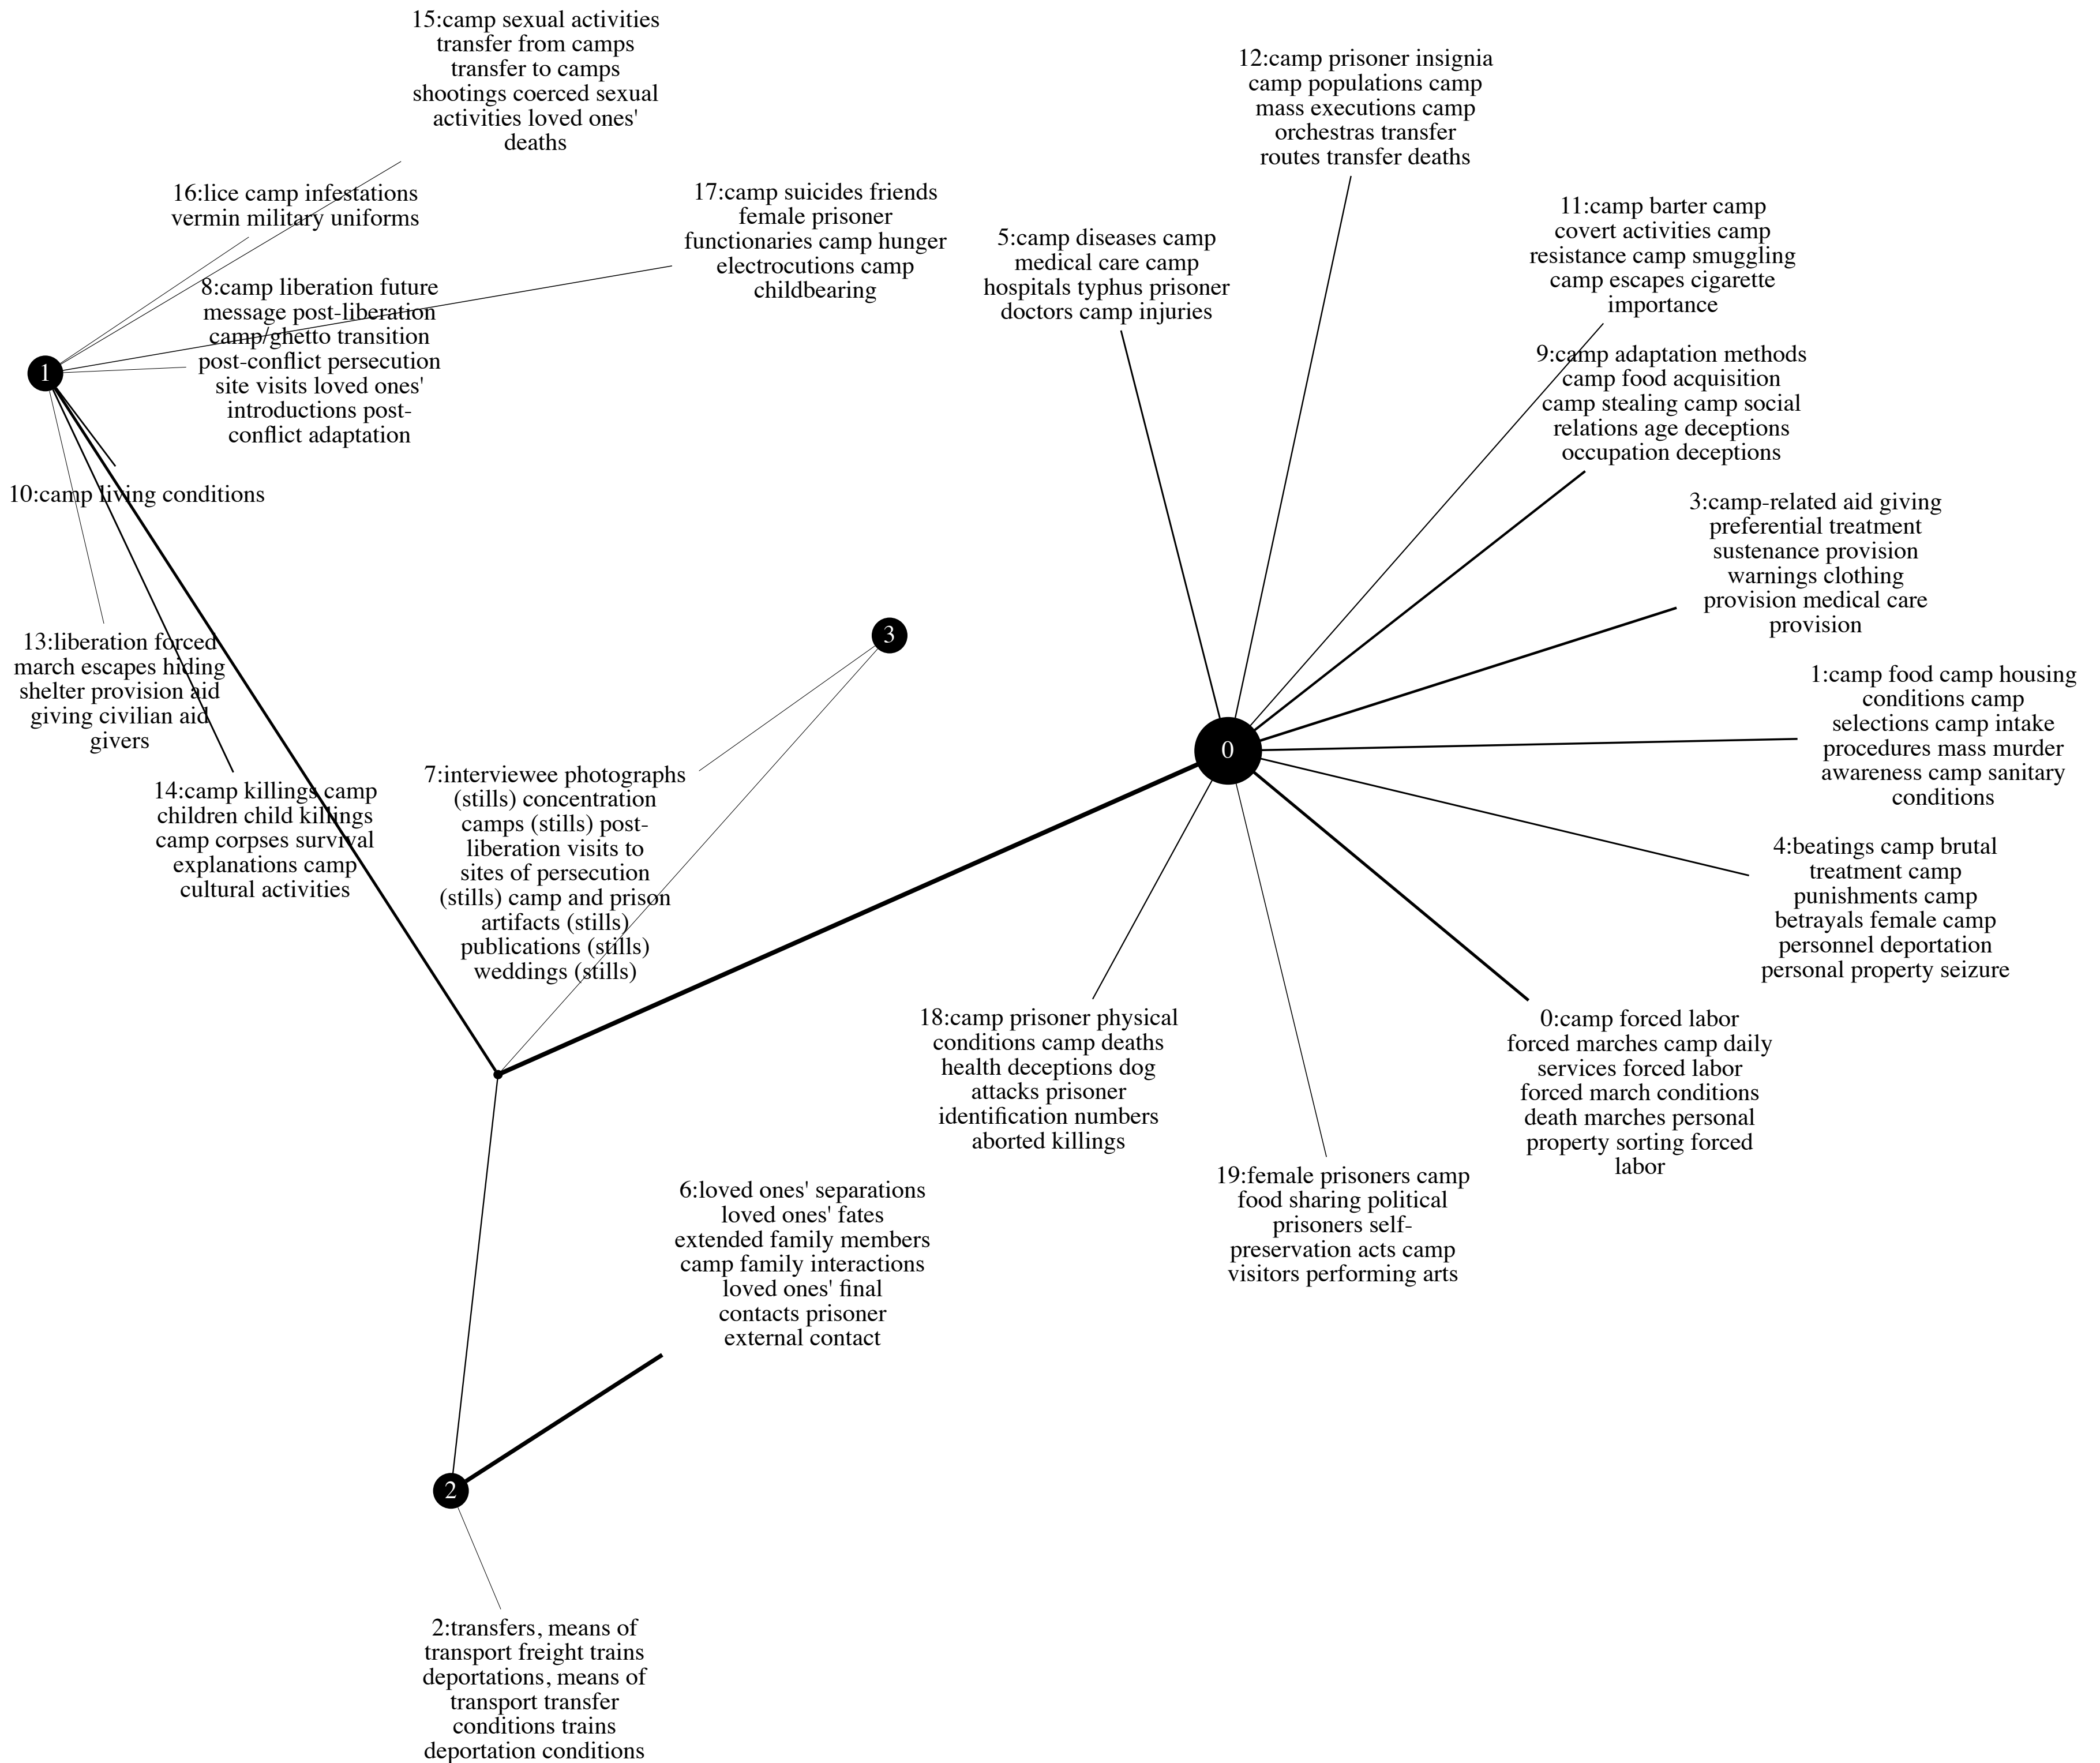 15:camp sexual activities
transfer from camps
transfer to camps
shootings coerced sexual
activities loved ones'
deaths
12:camp prisoner insignia
camp populations camp
mass executions camp
orchestras transfer
routes transfer deaths
16:lice camp infestations
vermin military uniforms
17:camp suicides friends
female prisoner
functionaries camp hunger
electrocutions camp
childbearing
5:camp diseases camp
medical care camp
hospitals typhus prisoner
doctors camp injuries
11:camp barter camp
covert activities camp
resistance camp smuggling
camp escapes cigarette
importance
8:camp liberation future
message post-liberation
camp/ghetto transition
post-conflict persecution
site visits loved ones'
introductions post-
conflict adaptation
1
9:camp adaptation methods
camp food acquisition
camp stealing camp social
relations age deceptions
occupation deceptions
10:camp living conditions
3:camp-related aid giving
preferential treatment
sustenance provision
warnings clothing
provision medical care
provision
13:liberation forced
march escapes hiding
shelter provision aid
giving civilian aid
givers
3
1:camp food camp housing
conditions camp
selections camp intake
procedures mass murder
awareness camp sanitary
conditions
0
14:camp killings camp
children child killings
camp corpses survival
explanations camp
cultural activities
7:interviewee photographs
(stills) concentration
camps (stills) post-
liberation visits to
sites of persecution
(stills) camp and prison
artifacts (stills)
publications (stills)
weddings (stills)
4:beatings camp brutal
treatment camp
punishments camp
betrayals female camp
personnel deportation
personal property seizure
18:camp prisoner physical
conditions camp deaths
health deceptions dog
attacks prisoner
identification numbers
aborted killings
0:camp forced labor
forced marches camp daily
services forced labor
forced march conditions
death marches personal
property sorting forced
labor
19:female prisoners camp
food sharing political
prisoners self-
preservation acts camp
visitors performing arts
6:loved ones' separations
loved ones' fates
extended family members
camp family interactions
loved ones' final
contacts prisoner
external contact
2
2:transfers, means of
transport freight trains
deportations, means of
transport transfer
conditions trains
deportation conditions